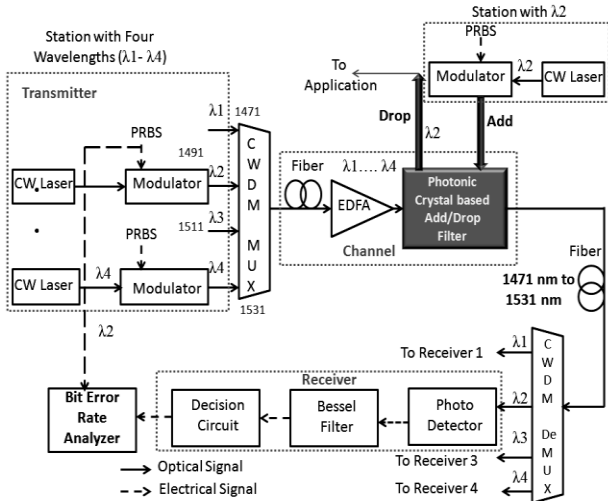 Station with Four
Wavelengths (λ1- λ4)
Transmitter
PRBS
CW Laser
Modulator
PRBS
CW Laser
λ4
Modulator
λ2
λ1
1471
1491
λ2
λ3
1511
λ4
1531
CWDM MUX
Fiber
λ1.... λ4
EDFA
Channel
Photonic
Crystal based
Add/Drop
Filter
To
Application
Drop
λ2
Add
Station with λ2
PRBS
Modulator
λ2
CW Laser
Fiber
1471 nm to
1531 nm
CWDM DeMUX
λ1
To Receiver 1
λ2
λ3
To Receiver 3
λ4
To Receiver 4
Receiver
Photo
Detector
Bessel
Filter
Decision
Circuit
Bit Error
Rate
Analyzer
Optical Signal
Electrical Signal